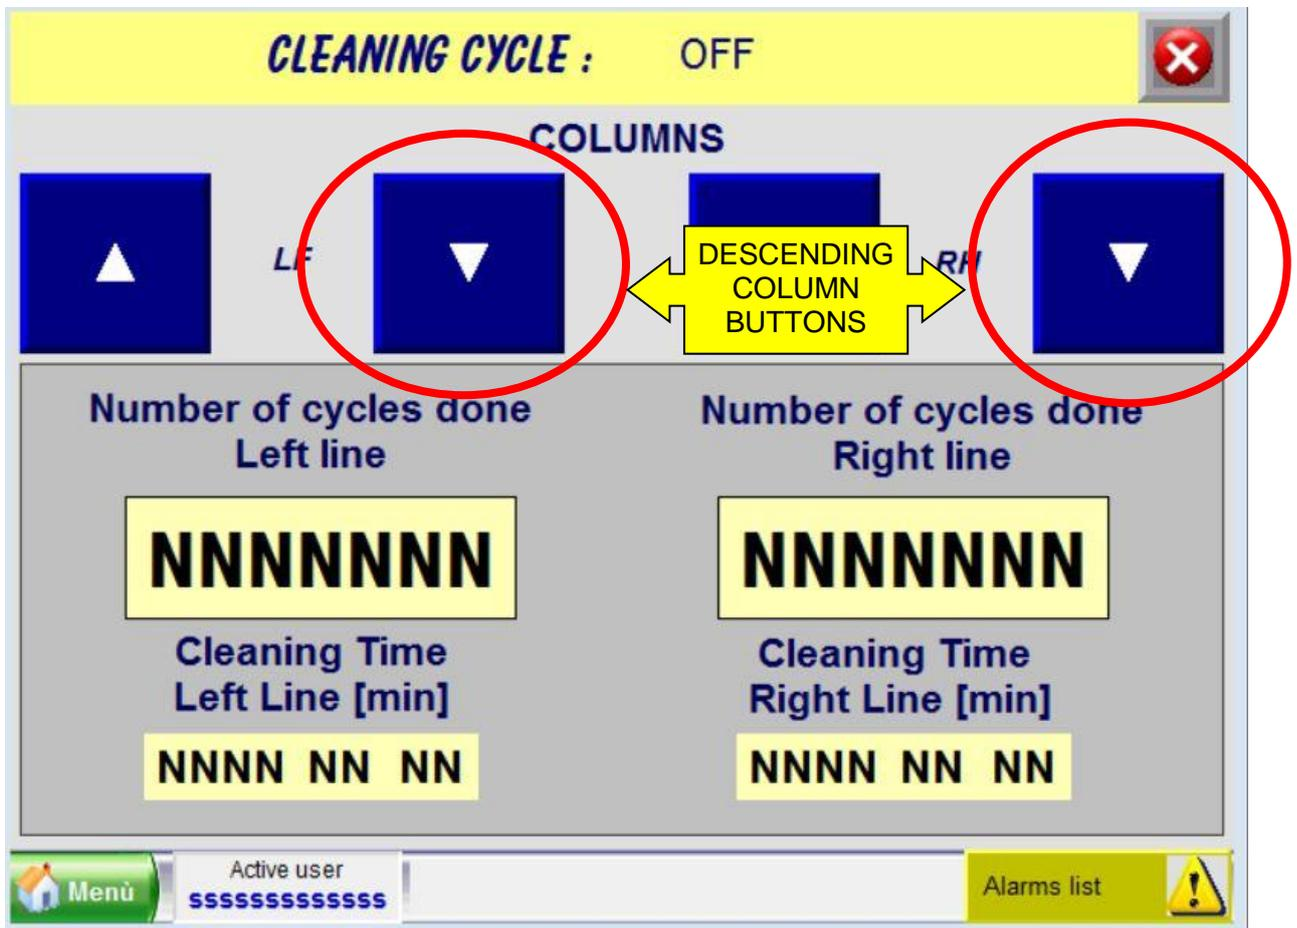 CLEANING CYCLE : OFF
COLUMNS
LF
DESCENDING
COLUMN
BUTTONS
RH
Number of cycles done
Left line
Number of cycles done
Right line
NNNNNNN
NNNNNNN
Cleaning Time
Left Line [min]
Cleaning Time
Right Line [min]
NNNN NN NN
NNNN NN NN
Menù
Active user
sssssssssssss
Alarms list